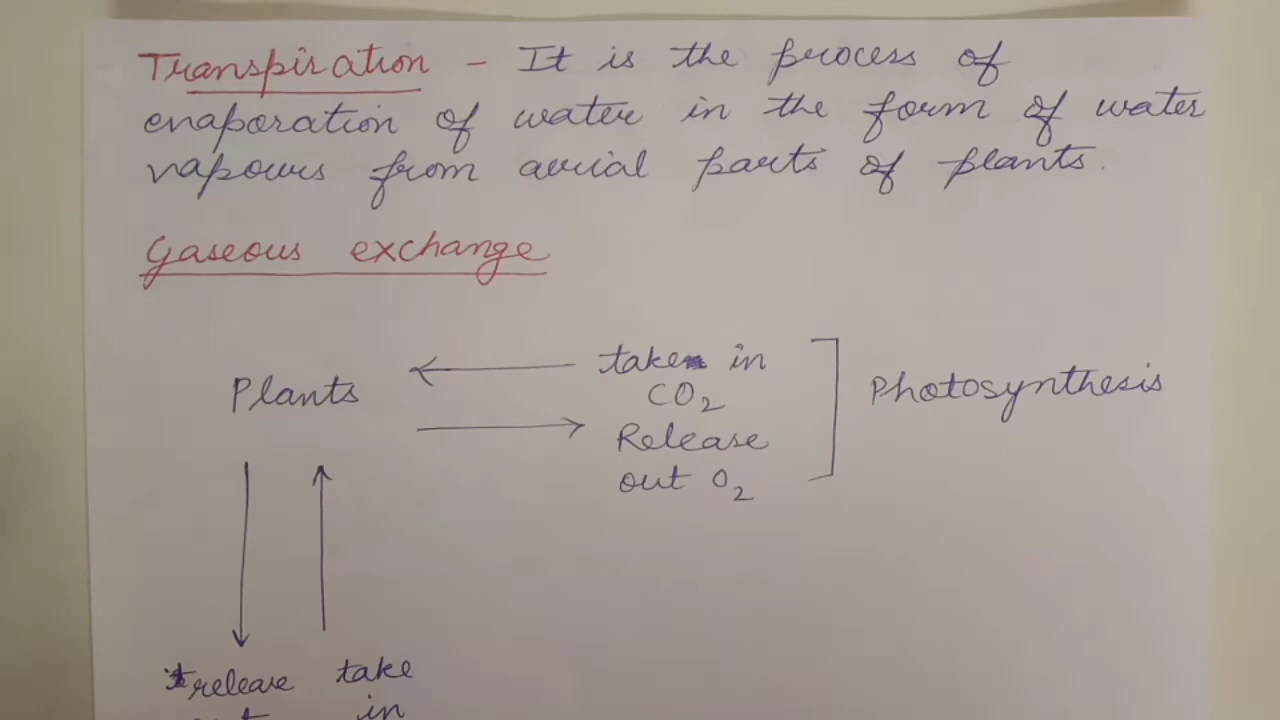 Transpiration - It is the process of
evaporation of water in the form of water
vapours from aerial parts of plants.
Gaseous exchange
Plants
take in
CO2
Release
out O2
Photosynthesis
release take
out in